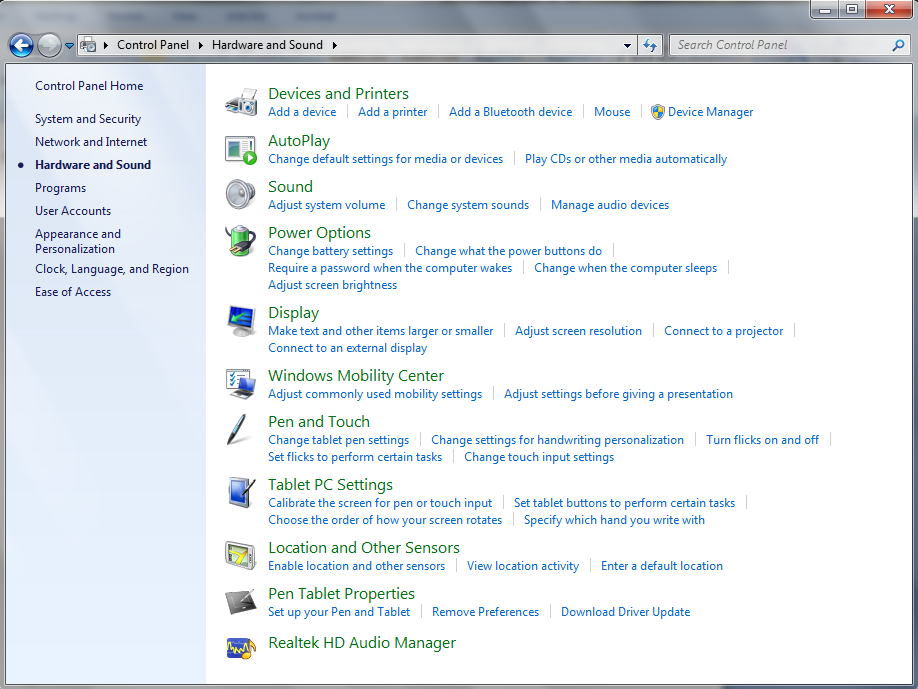 Control Panel Hardware and Sound Search Control Panel
Control Panel Home
System and Security
Network and Internet
Hardware and Sound
Programs
User Accounts
Appearance and
Personalization
Clock, Language, and Region
Ease of Access
Devices and Printers
Add a device Add a printer Add a Bluetooth device Mouse Device Manager
AutoPlay
Change default settings for media or devices Play CDs or other media automatically
Sound
Adjust system volume Change system sounds Manage audio devices
Power Options
Change battery settings Change what the power buttons do
Require a password when the computer wakes Change when the computer sleeps
Adjust screen brightness
Display
Make text and other items larger or smaller Adjust screen resolution Connect to a projector
Connect to an external display
Windows Mobility Center
Adjust commonly used mobility settings Adjust settings before giving a presentation
Pen and Touch
Change tablet pen settings Change settings for handwriting personalization Turn flicks on and off
Set flicks to perform certain tasks Change touch input settings
Tablet PC Settings
Calibrate the screen for pen or touch input Set tablet buttons to perform certain tasks
Choose the order of how your screen rotates Specify which hand you write with
Location and Other Sensors
Enable location and other sensors View location activity Enter a default location
Pen Tablet Properties
Set up your Pen and Tablet Remove Preferences Download Driver Update
Realtek HD Audio Manager